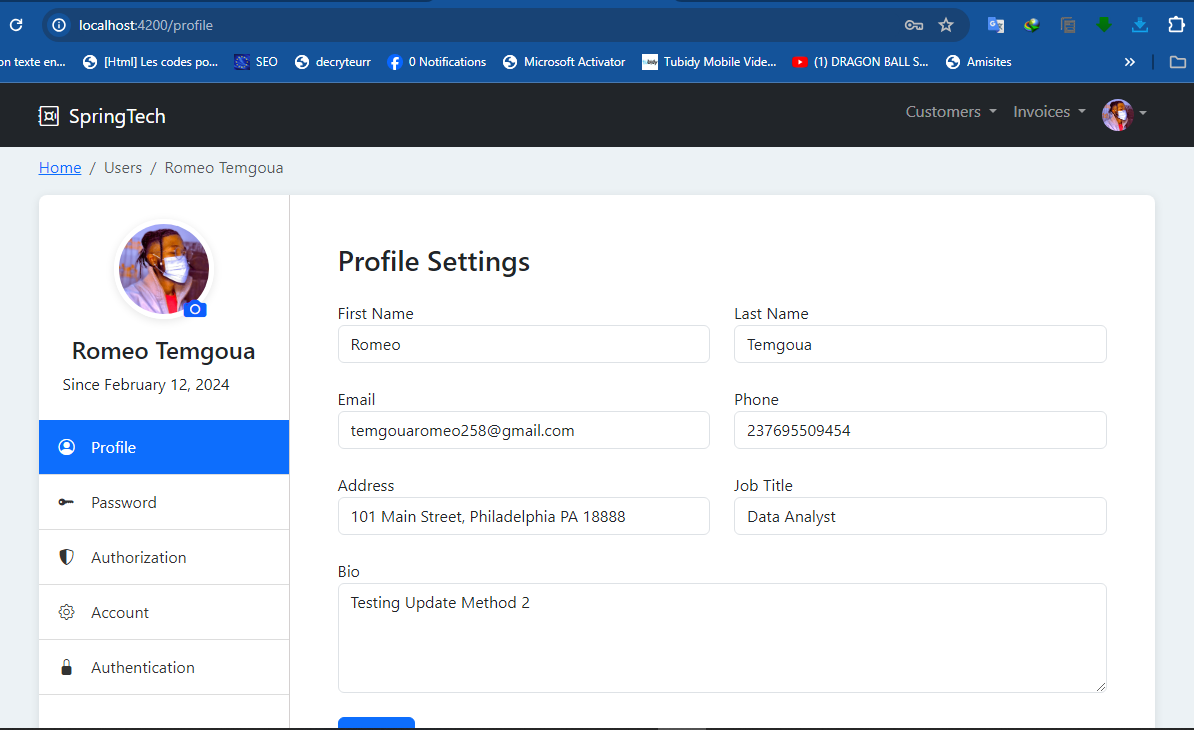 localhost:4200/profile
on texte en...
[Html] Les codes po...
SEO
decryteurr
0 Notifications
Microsoft Activator
Tubidy Mobile Vide...
(1) DRAGON BALL S...
Amisites
»
SpringTech
Customers
Invoices
Home / Users / Romeo Temgoua
Romeo Temgoua
Since February 12, 2024
Profile
Password
Authorization
Account
Authentication
Profile Settings
First Name
Romeo
Last Name
Temgoua
Email
temgouaromeo258@gmail.com
Phone
237695509454
Address
101 Main Street, Philadelphia PA 18888
Job Title
Data Analyst
Bio
Testing Update Method 2